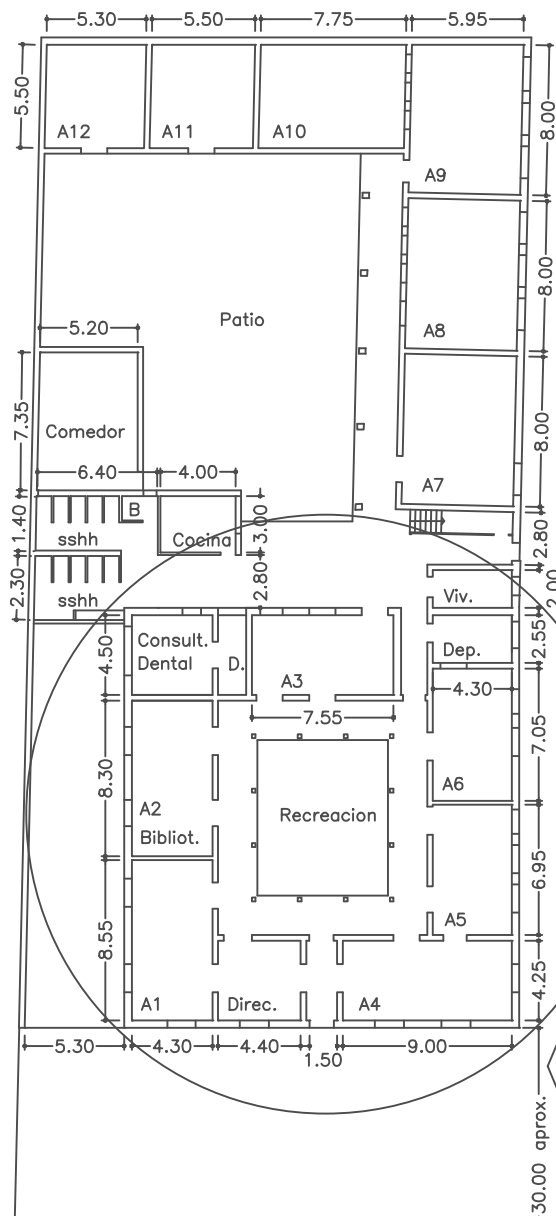 5.30 5.50 7.75 5.95
5.50
8.00
A12 A11 A10
A9
8.00
Patio
A8
5.20
7.35
8.00
Comedor
A7
6.40 4.00
B
1.40
sshh
Cocina
3.00
2.80
2.30
sshh
2.80
2.00
Viv.
Consult.
Dental
D.
4.50
A3
Dep.
2.55
4.30
7.55
7.05
8.30
A2
Bibliot.
Recreacion
A6
6.95
8.55
A5
A1 Direc. A4
4.25
5.30 4.30 4.40 1.50 9.00
30.00 aprox.